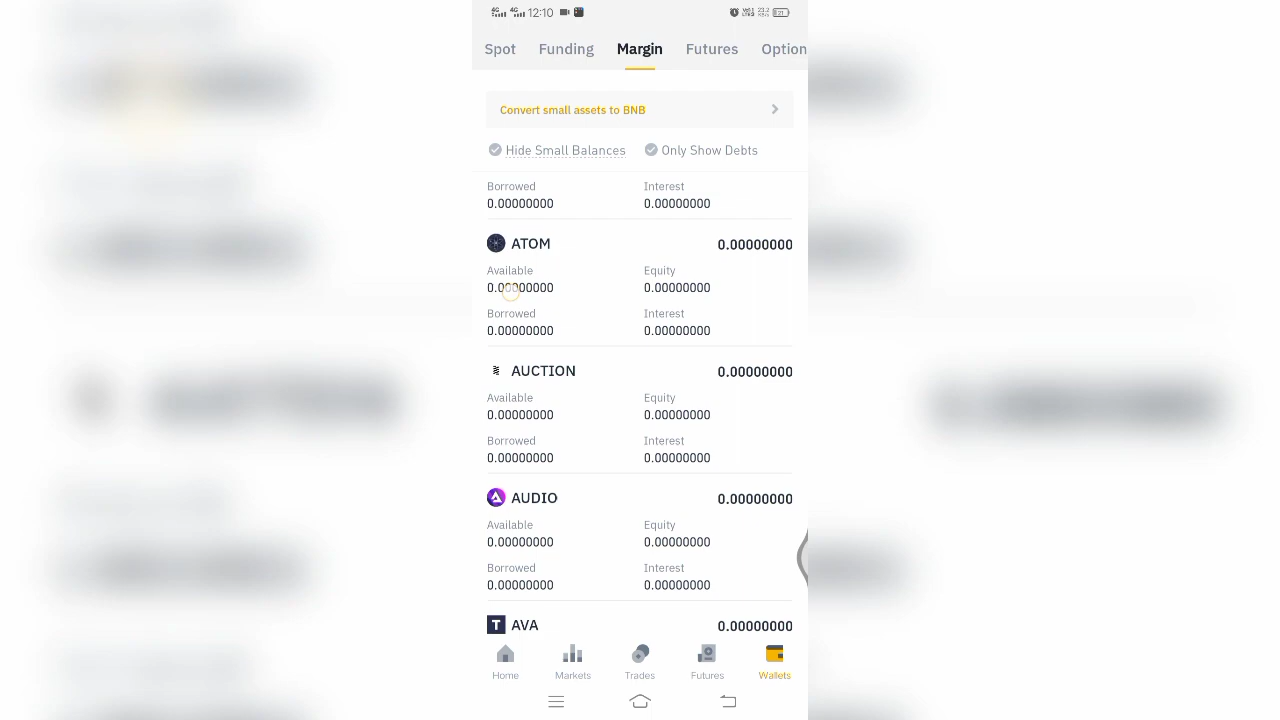 12:10
Spot Funding Margin Futures Option
Convert small assets to BNB
Hide Small Balances Only Show Debts
Borrowed Interest
0.00000000 0.00000000
ATOM 0.00000000
Available Equity
0.00000000 0.00000000
Borrowed Interest
0.00000000 0.00000000
AUCTION 0.00000000
Available Equity
0.00000000 0.00000000
Borrowed Interest
0.00000000 0.00000000
AUDIO 0.00000000
Available Equity
0.00000000 0.00000000
Borrowed Interest
0.00000000 0.00000000
AVA 0.00000000
Home Markets Trades Futures Wallets